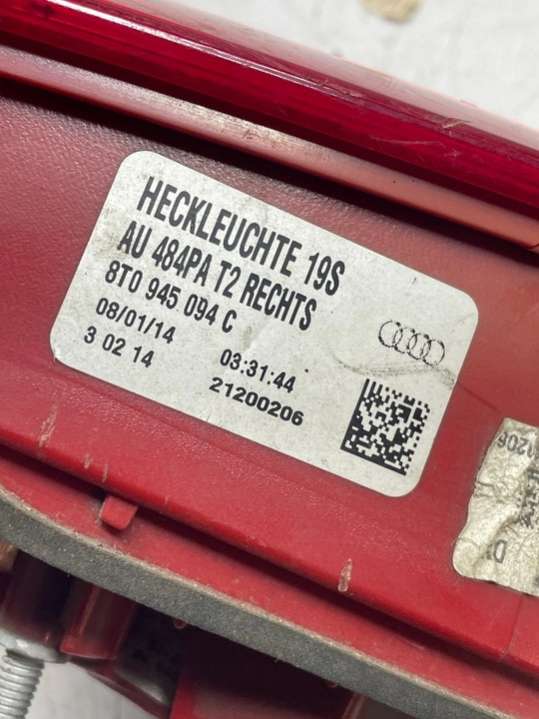 HECKLEUCHTE 19S
AU 484PA T2 RECHTS
8T0 945 094 C
08/01/14 03:31:44
3 02 14 21200206